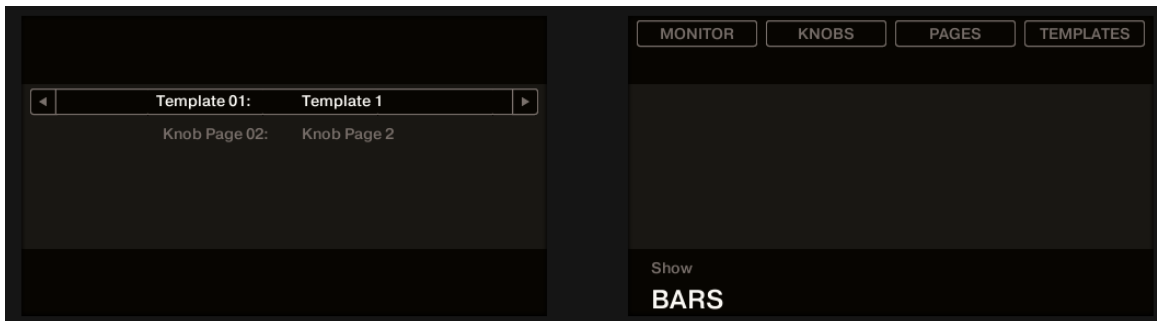 Template 01: Template 1
Knob Page 02: Knob Page 2
MONITOR KNOBS PAGES TEMPLATES
Show
BARS